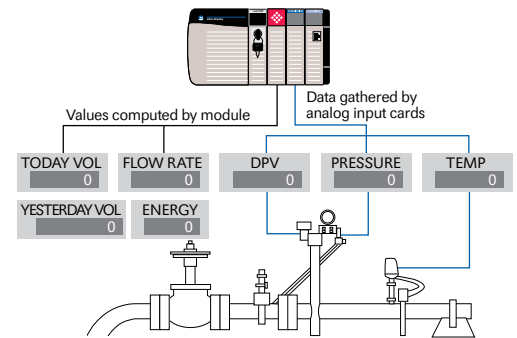 Values computed by module
Data gathered by
analog input cards
TODAY VOL
0
FLOW RATE
0
DPV
0
PRESSURE
0
TEMP
0
YESTERDAY VOL
0
ENERGY
0